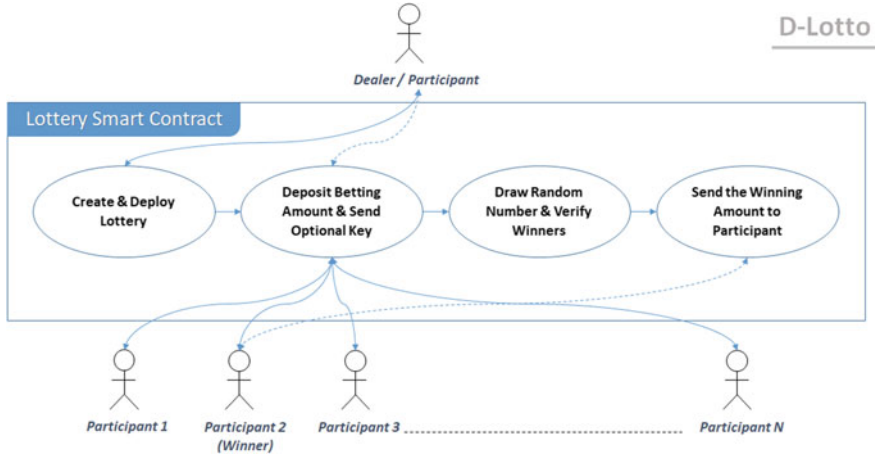 D-Lotto
Dealer / Participant
Lottery Smart Contract
Create & Deploy
Lottery
Deposit Betting
Amount & Send
Optional Key
Draw Random
Number & Verify
Winners
Send the Winning
Amount to
Participant
Participant 1
Participant 2
(Winner)
Participant 3
Participant N